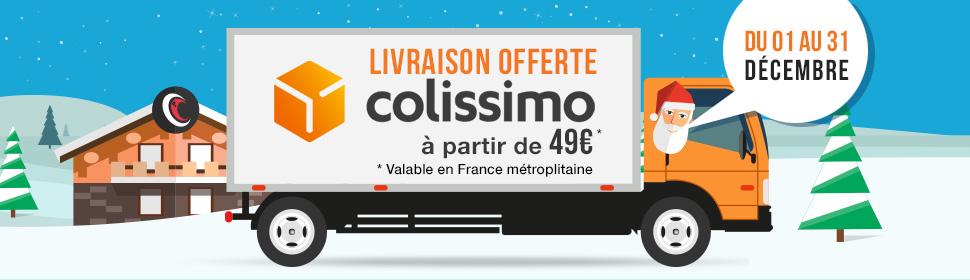 LIVRAISON OFFERTE
colissimo
à partir de 49€*
* Valable en France métroplitaine
DU 01 AU 31
DÉCEMBRE